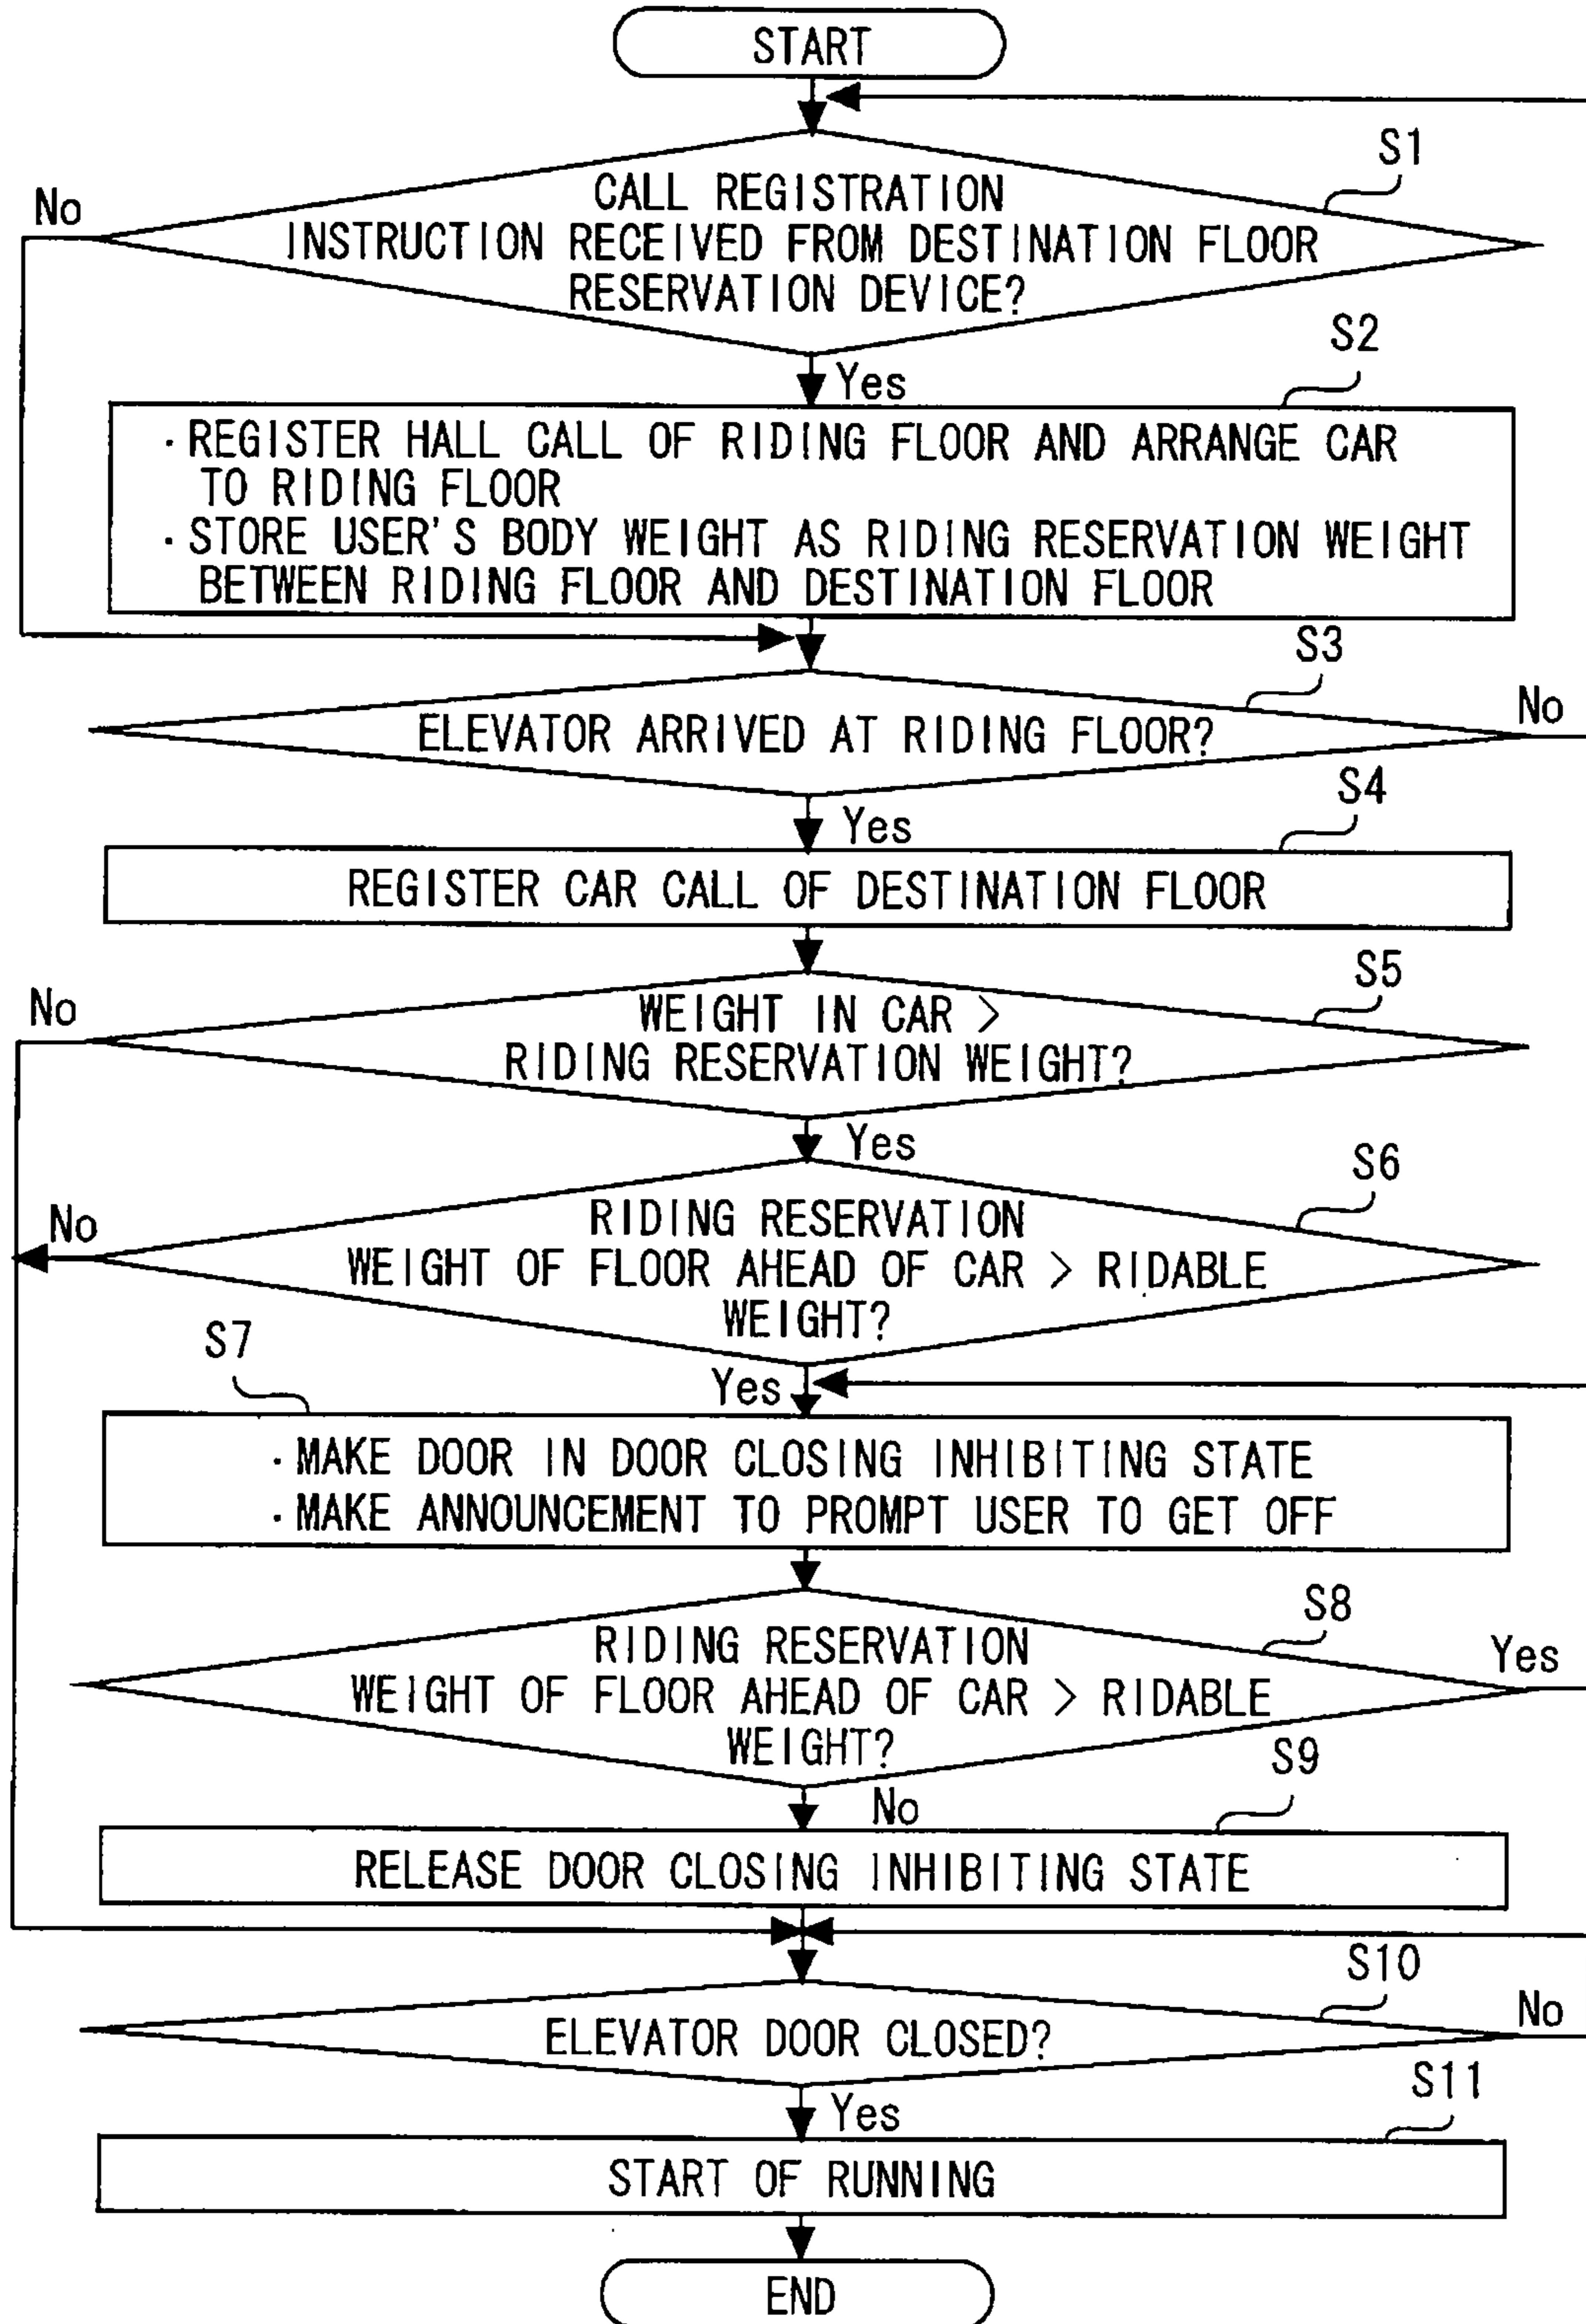 START
S1
No
CALL REGISTRATION
INSTRUCTION RECEIVED FROM DESTINATION FLOOR
RESERVATION DEVICE?
S2
Yes
·REGISTER HALL CALL OF RIDING FLOOR AND ARRANGE CAR
TO RIDING FLOOR
·STORE USER'S BODY WEIGHT AS RIDING RESERVATION WEIGHT
BETWEEN RIDING FLOOR AND DESTINATION FLOOR
S3
No
ELEVATOR ARRIVED AT RIDING FLOOR?
S4
Yes
REGISTER CAR CALL OF DESTINATION FLOOR
S5
No
WEIGHT IN CAR >
RIDING RESERVATION WEIGHT?
Yes
S6
No
RIDING RESERVATION
WEIGHT OF FLOOR AHEAD OF CAR > RIDABLE
WEIGHT?
S7
Yes
·MAKE DOOR IN DOOR CLOSING INHIBITING STATE
·MAKE ANNOUNCEMENT TO PROMPT USER TO GET OFF
S8
Yes
RIDING RESERVATION
WEIGHT OF FLOOR AHEAD OF CAR > RIDABLE
WEIGHT?
S9
No
RELEASE DOOR CLOSING INHIBITING STATE
S10
No
ELEVATOR DOOR CLOSED?
S11
Yes
START OF RUNNING
END